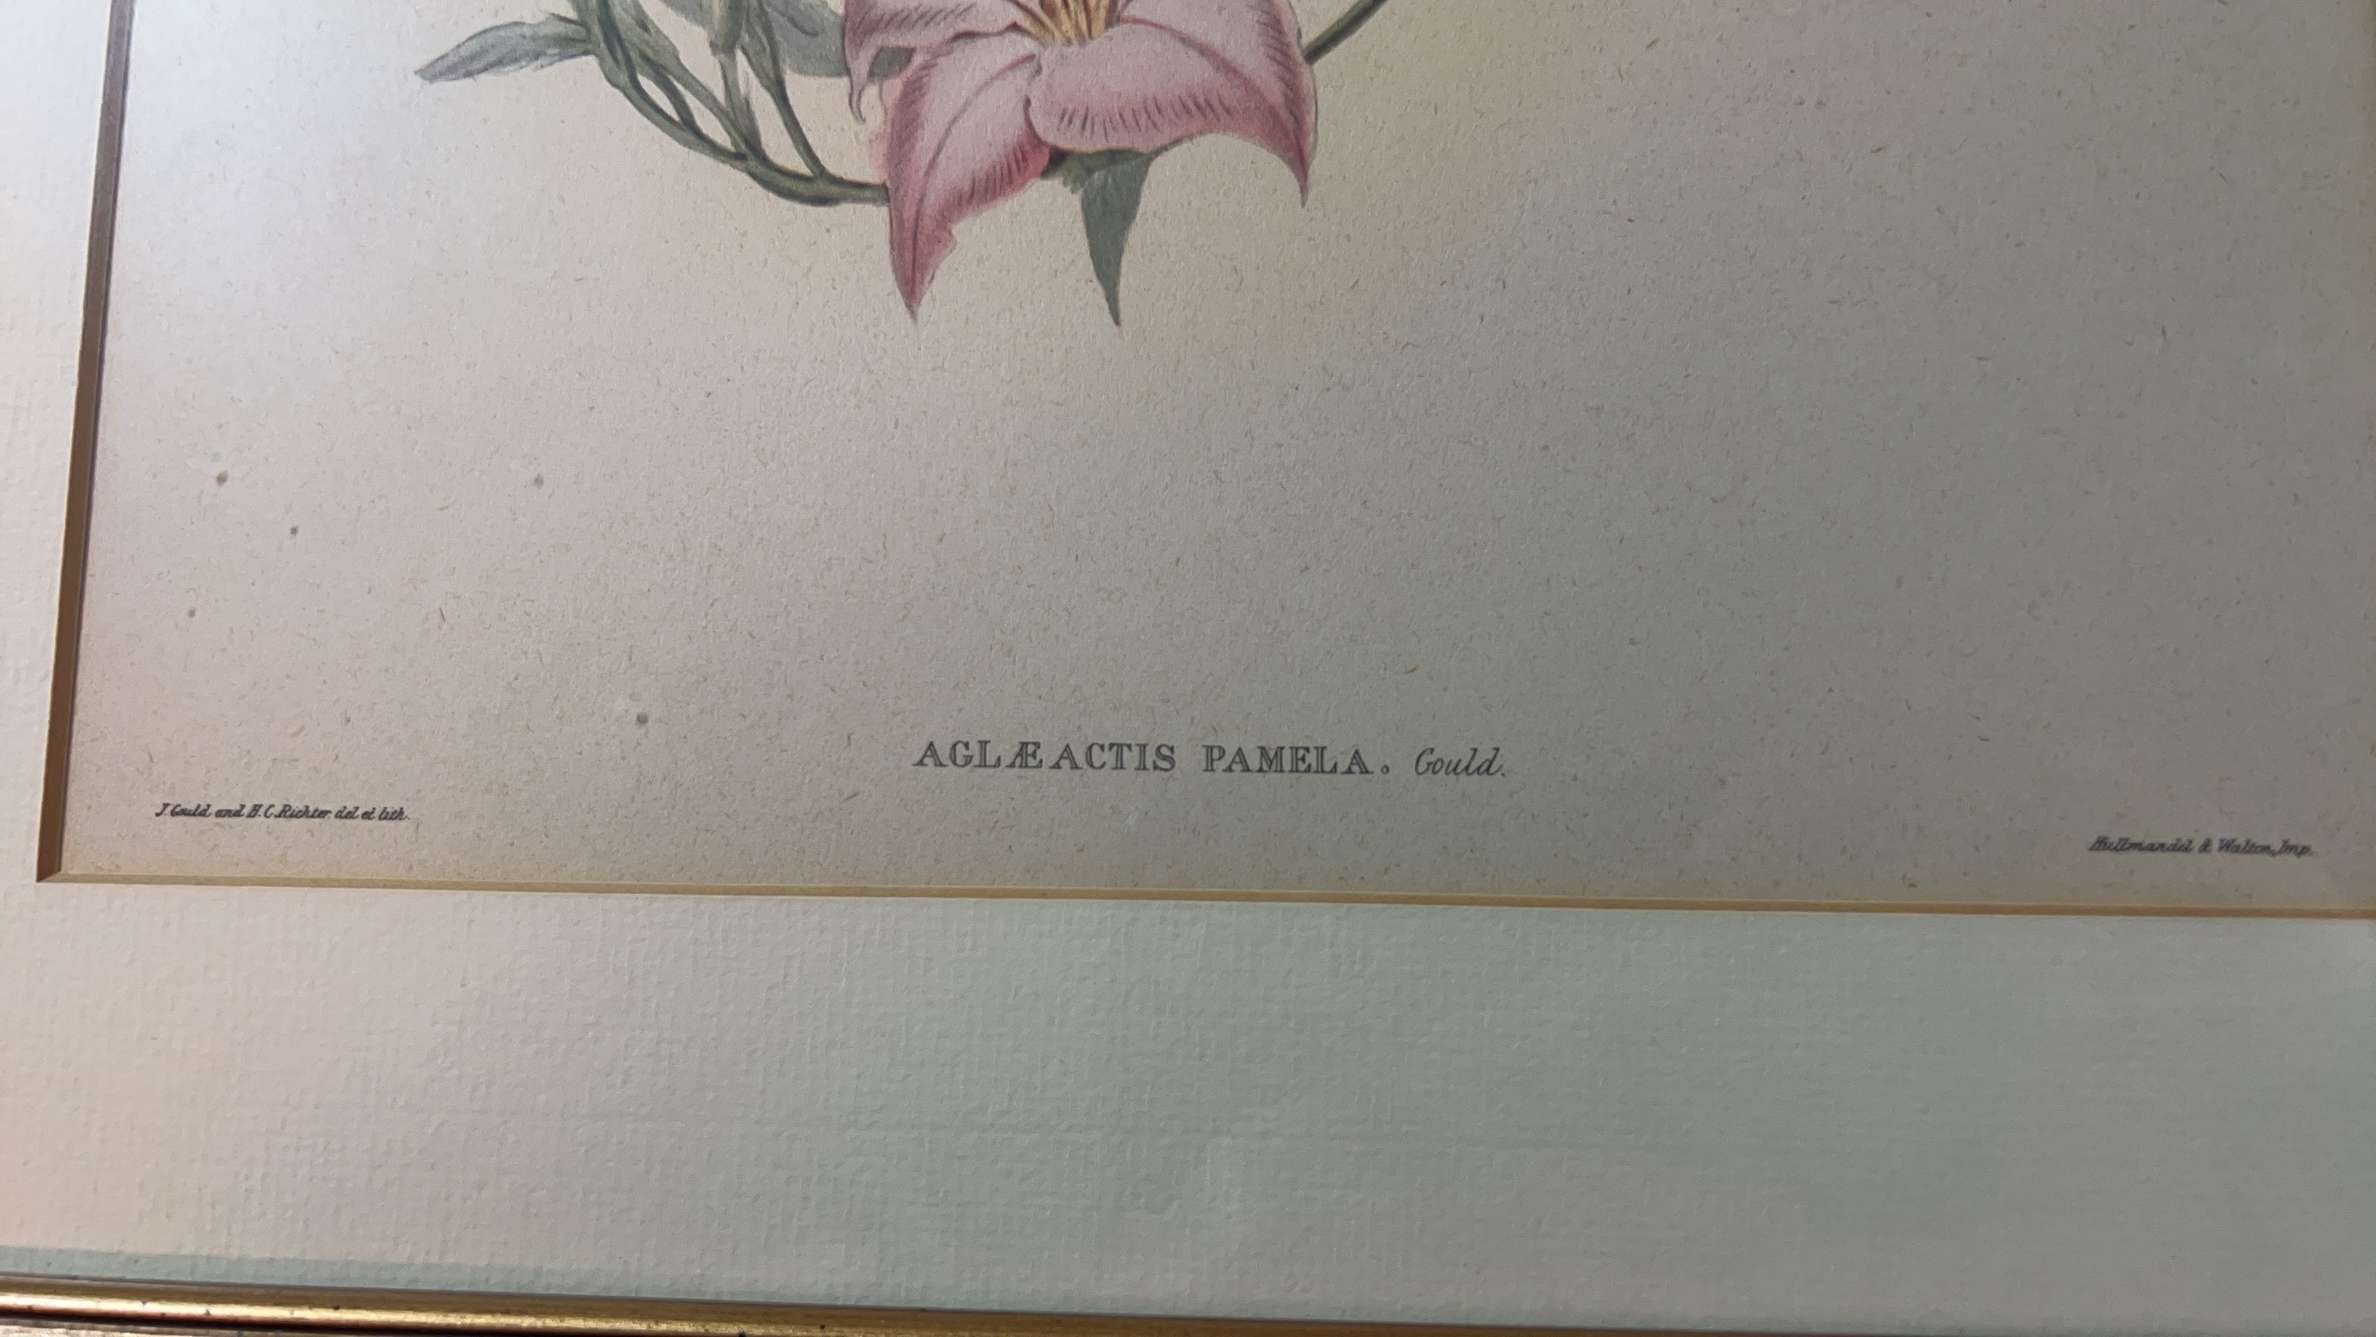 AGLÆACTIS PAMELA. Gould.
J. Gould and H. C. Richter del et lith.
Hullmandel & Walton, Imp.